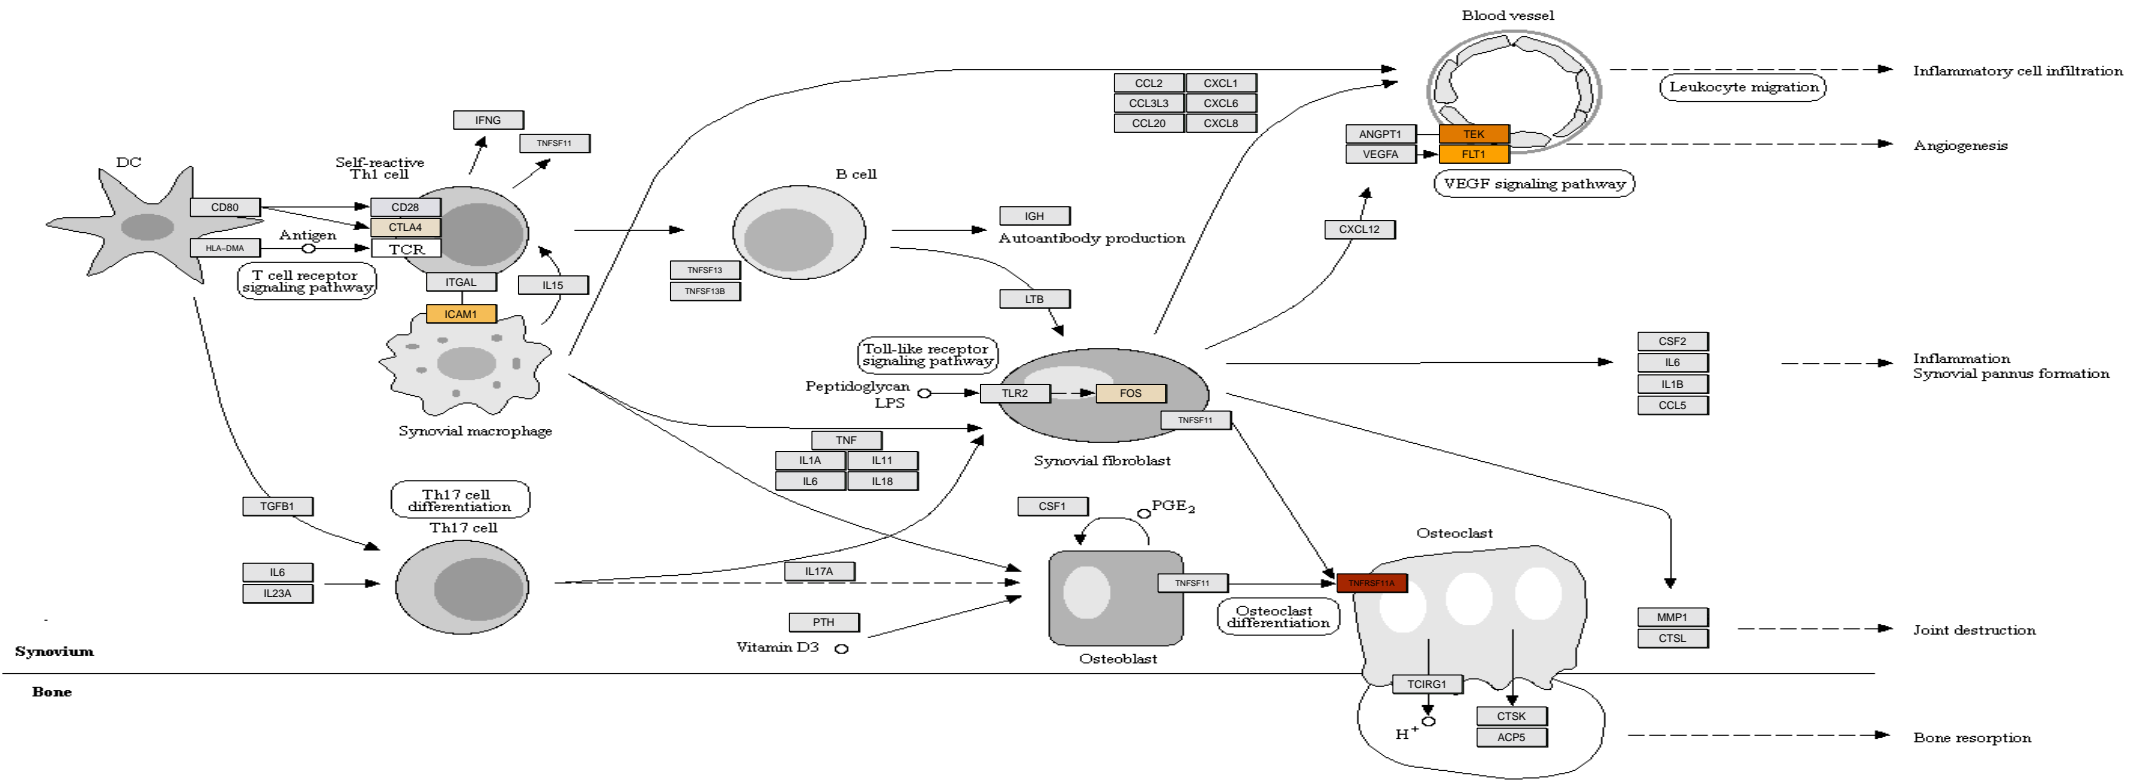 Blood vessel
CCL2
CXCL1
CCL3L3
CXCL6
CCL20
CXCL8
Inflammatory cell infiltration
Leukocyte migration
ANGPT1
TEK
VEGFA
FLT1
Angiogenesis
VEGF signaling pathway
IFNG
TNFSF11
DC
Self-reactive
Th1 cell
CD80
CD28
CTLA4
HLA-DMA
Antigen
TCR
T cell receptor
signaling pathway
ITGAL
IL15
ICAM1
Synovial macrophage
B cell
IGH
Autoantibody production
TNFSF13
TNFSF13B
LTB
CXCL12
Toll-like receptor
signaling pathway
Peptidoglycan
LPS
TLR2
FOS
TNFSF11
Synovial fibroblast
CSF2
IL6
IL1B
CCL5
Inflammation
Synovial pannus formation
TNF
IL1A
IL11
IL6
IL18
TGFB1
Th17 cell
differentiation
Th17 cell
IL6
IL23A
IL17A
PTH
Vitamin D3
CSF1
PGE2
TNFSF11
Osteoblast
Osteoclast
differentiation
Osteoclast
TNFRSF11A
MMP1
CTSL
Joint destruction
Synovium
Bone
TCIRG1
H+
CTSK
ACP5
Bone resorption